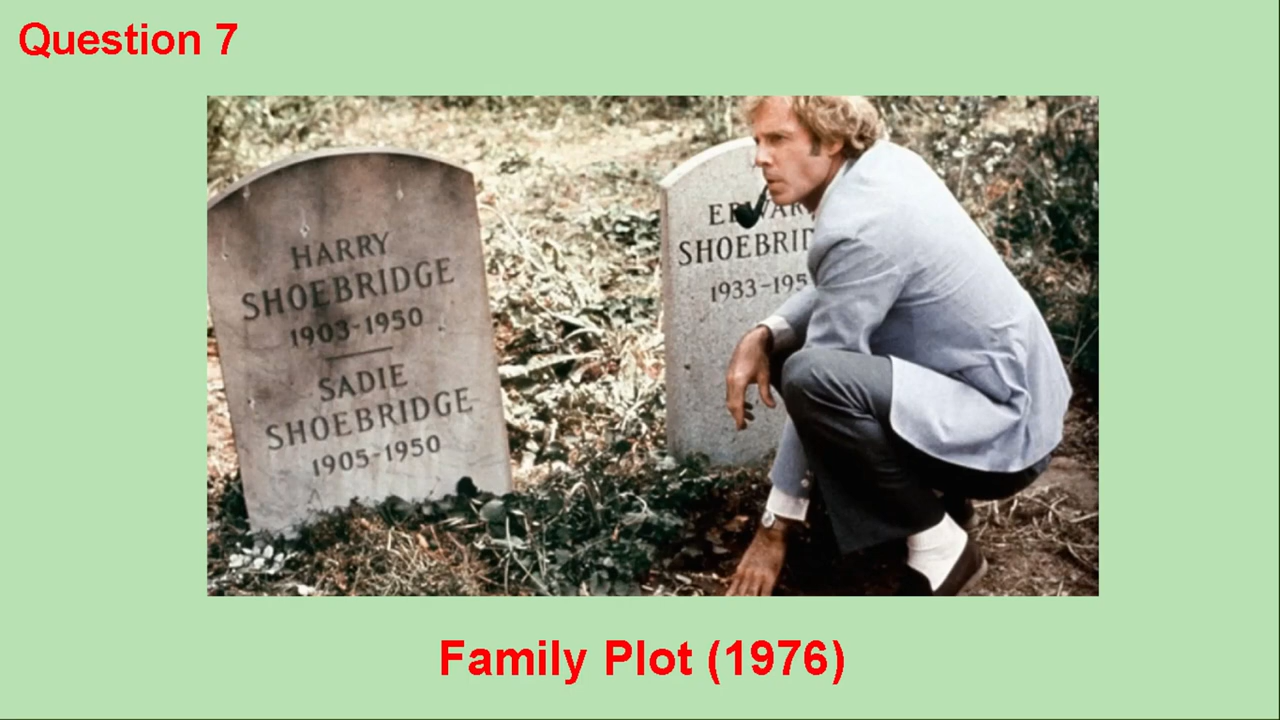 Question 7
HARRY
SHOEBRIDGE
1903-1950
SADIE
SHOEBRIDGE
1905-1950
SHOEBRID
1933-195
Family Plot (1976)